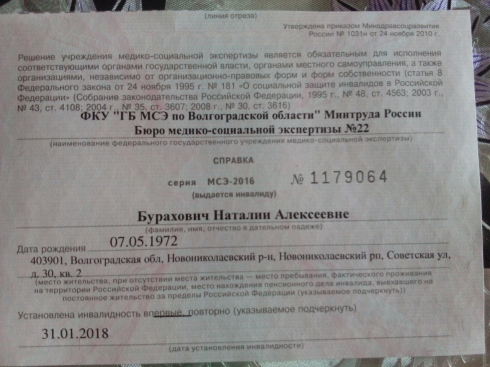 (линия отреза)
Утверждена приказом Минздравсоцразвития
России № 1031н от 24 ноября 2010 г.
Решение учреждения медико-социальной экспертизы является обязательным для исполнения
соответствующими органами государственной власти, органами местного самоуправления, а также
организациями, независимо от организационно-правовых форм и форм собственности (статья 8
Федерального закона от 24 ноября 1995 г. № 181 «О социальной защите инвалидов в Российской
Федерации» (Собрание законодательства Российской Федерации, 1995 г., № 48, ст. 4563; 2003 г.,
№ 43, ст. 4108; 2004 г., № 35, ст. 3607; 2008 г., № 30, ст. 3616)
ФКУ "ГБ МСЭ по Волгоградской области" Минтруда России
Бюро медико-социальной экспертизы №22
(наименование федерального государственного учреждения медико-социальной экспертизы)
СПРАВКА
серия МСЭ-2016 № 1179064
(выдается инвалиду)
Бурахович Наталии Алексеевне
(фамилия, имя, отчество в дательном падеже)
Дата рождения 07.05.1972
403901, Волгоградская обл, Новониколаевский р-н, Новониколаевский рп, Советская ул,
д. 30, кв. 2
(место жительства, при отсутствии места жительства — место пребывания, фактического проживания
на территории Российской Федерации, место нахождения пенсионного дела инвалида, выехавшего на
постоянное жительство за пределы Российской Федерации (указываемое подчеркнуть))
Установлена инвалидность впервые, повторно (указываемое подчеркнуть)
31.01.2018
(дата установления инвалидности)